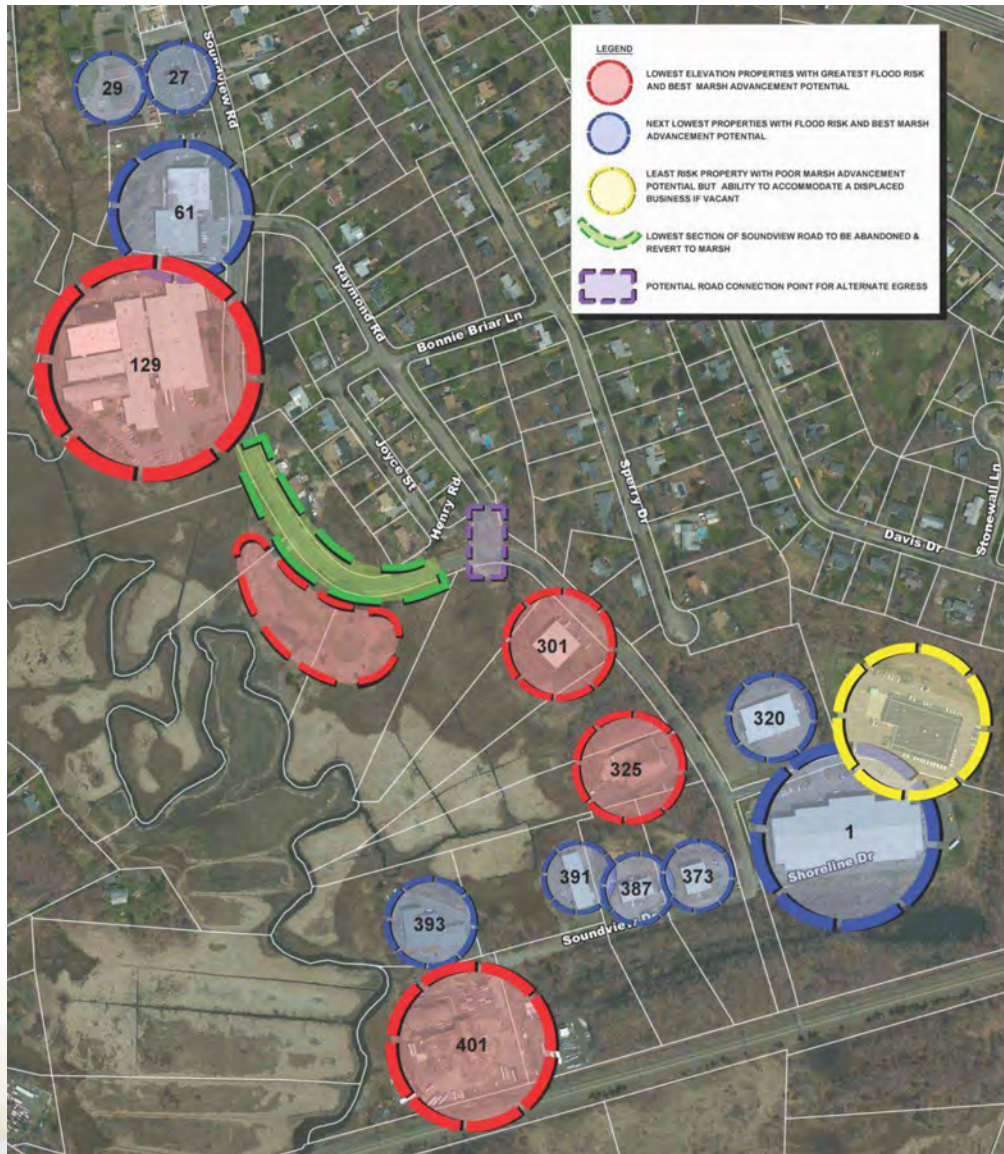 Soundview Rd
29
27
61
129
LEGEND
LOWEST ELEVATION PROPERTIES WITH GREATEST FLOOD RISK
AND BEST MARSH ADVANCEMENT POTENTIAL
NEXT LOWEST PROPERTIES WITH FLOOD RISK AND BEST MARSH
ADVANCEMENT POTENTIAL.
LEAST RISK PROPERTY WITH POOR MARSH ADVANCEMENT
POTENTIAL BUT ABILITY TO ACCOMMODATE A DISPLACED
BUSINESS IF VACANT
LOWEST SECTION OF SOUNDVIEW ROAD TO BE ABANDONED &
REVERT TO MARSH
POTENTIAL ROAD CONNECTION POINT FOR ALTERNATE EGRESS
Raymond Rd
Bonnie Briar Ln
Joyce St
Henry Rd
Sperry Dr
Davis Dr
Stonewall Ln
301
320
325
1
Shoreline Dr
391
387
373
393
Soundview Dr
401